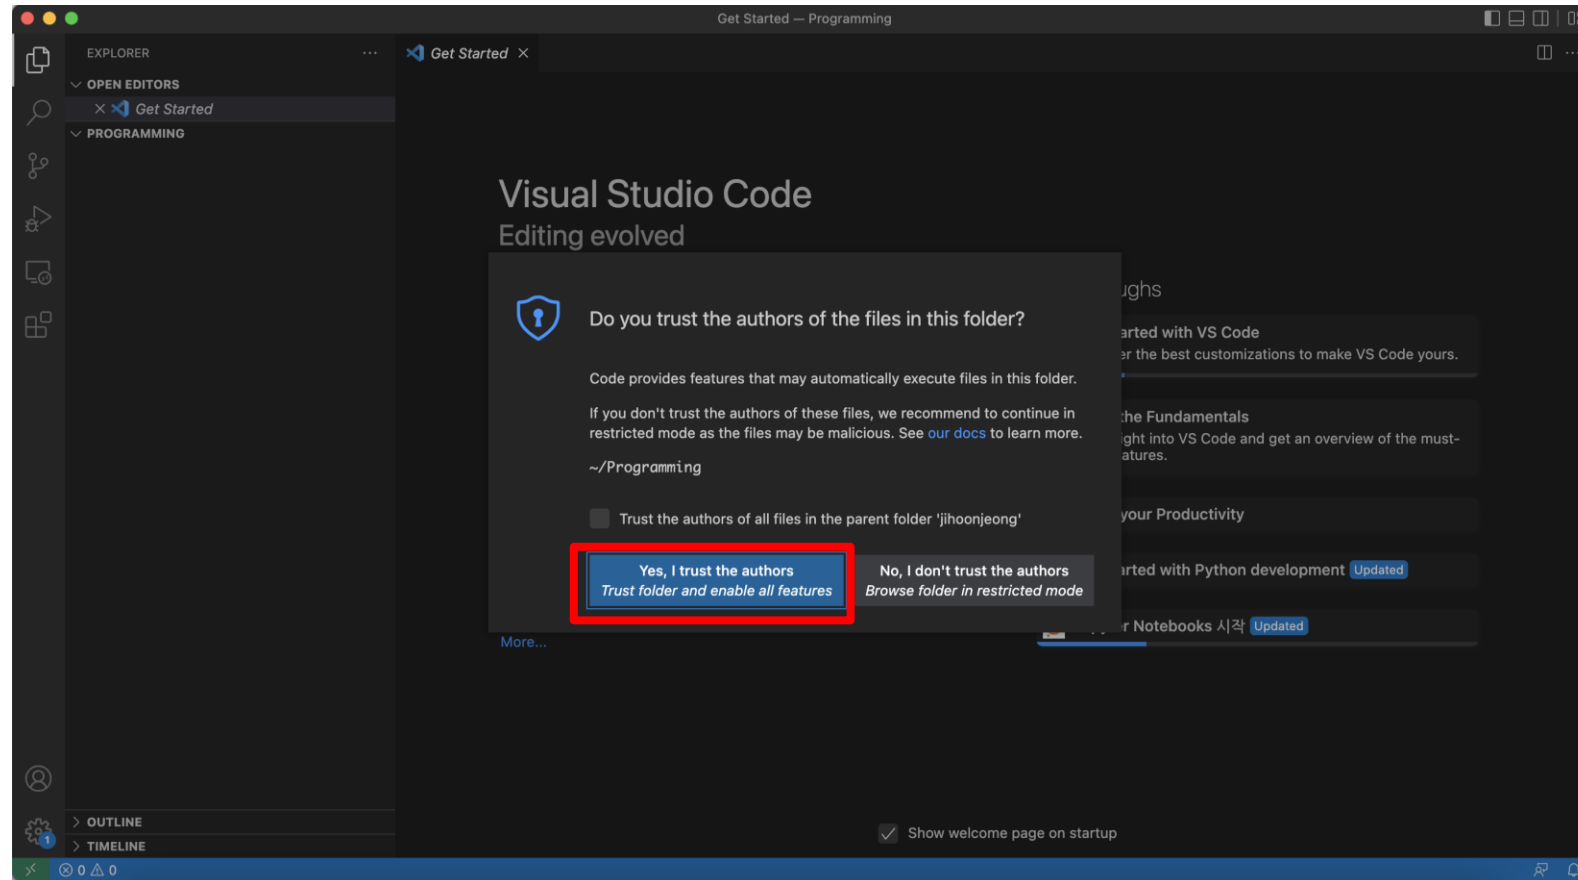 Get Started — Programming
EXPLORER
Get Started
OPEN EDITORS
Get Started
PROGRAMMING
Visual Studio Code
Editing evolved
Do you trust the authors of the files in this folder?
Code provides features that may automatically execute files in this folder.
If you don't trust the authors of these files, we recommend to continue in
restricted mode as the files may be malicious. See our docs to learn more.
~/Programming
Trust the authors of all files in the parent folder 'jihoonjeong'
Yes, I trust the authors
Trust folder and enable all features
No, I don't trust the authors
Browse folder in restricted mode
More...
ughs
arted with VS Code
er the best customizations to make VS Code yours.
the Fundamentals
ight into VS Code and get an overview of the must-
atures.
your Productivity
arted with Python development Updated
r Notebooks 시작 Updated
Show welcome page on startup
OUTLINE
1
TIMELINE
0 0